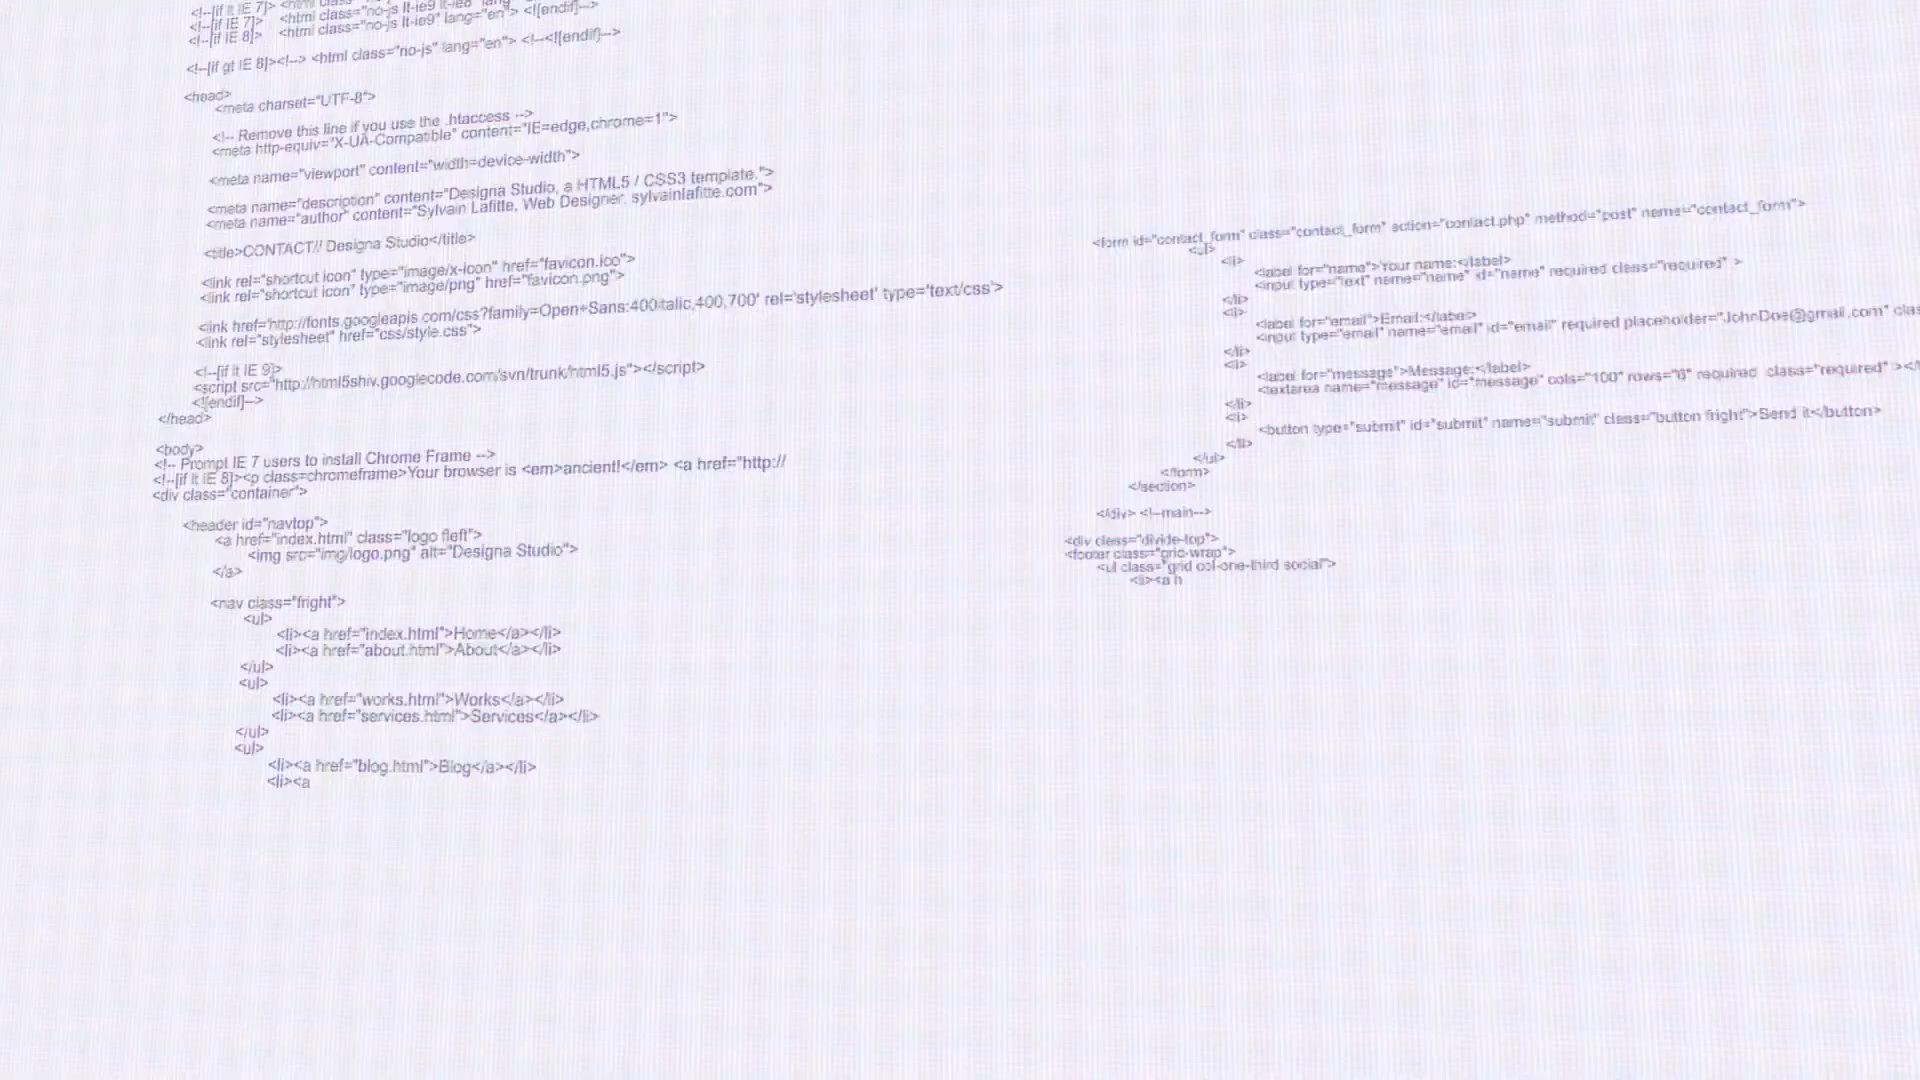 <!--[if lt IE 7]> <html class="no-js lt-ie9 lt-ie8
<!--[if IE 7]> <html class="no-js lt-ie9 lt-ie8" lang=
<!--[if IE 8]> <html class="no-js lt-ie9" lang="en"> <![endif]-->
<!--[if gt IE 8]><!--> <html class="no-js" lang="en"> <!--<![endif]-->
<head>
<meta charset="UTF-8">
<!-- Remove this line if you use the .htaccess -->
<meta http-equiv="X-UA-Compatible" content="IE=edge,chrome=1">
<meta name="viewport" content="width=device-width">
<meta name="description" content="Designa Studio, a HTML5 / CSS3 template.">
<meta name="author" content="Sylvain Lafitte, Web Designer, sylvainlafitte.com">
<title>CONTACT// Designa Studio</title>
<link rel="shortcut icon" type="image/x-icon" href="favicon.ico">
<link rel="shortcut icon" type="image/png" href="favicon.png">
<link href='http://fonts.googleapis.com/css?family=Open+Sans:400italic,400,700' rel='stylesheet' type='text/css'>
<link rel="stylesheet" href="css/style.css">
<!--[if lt IE 9]>
<script src="http://html5shiv.googlecode.com/svn/trunk/html5.js"></script>
<![endif]-->
</head>
<body>
<!-- Prompt IE 7 users to install Chrome Frame -->
<!--[if lt IE 8]><p class=chromeframe>Your browser is <em>ancient!</em> <a href="http://
<div class="container">
<header id="navtop">
<a href="index.html" class="logo fleft">
<img src="img/logo.png" alt="Designa Studio">
</a>
<nav class="fright">
<ul>
<li><a href="index.html">Home</a></li>
<li><a href="about.html">About</a></li>
</ul>
<ul>
<li><a href="works.html">Works</a></li>
<li><a href="services.html">Services</a></li>
</ul>
<ul>
<li><a href="blog.html">Blog</a></li>
<li><a
<form id="contact_form" class="contact_form" action="contact.php" method="post" name="contact_form">
<ul>
<li>
<label for="name">Your name:</label>
<input type="text" name="name" id="name" required class="required" >
</li>
<li>
<label for="email">Email:</label>
<input type="email" name="email" id="email" required placeholder="JohnDoe@gmail.com" clas
</li>
<li>
<label for="message">Message:</label>
<textarea name="message" id="message" cols="100" rows="6" required class="required" ></
</li>
<li>
<button type="submit" id="submit" name="submit" class="button fright">Send it</button>
</li>
</ul>
</form>
</section>
</div> <!--main-->
<div class="divide-top">
<footer class="grid-wrap">
<ul class="grid col-one-third social">
<li><a h